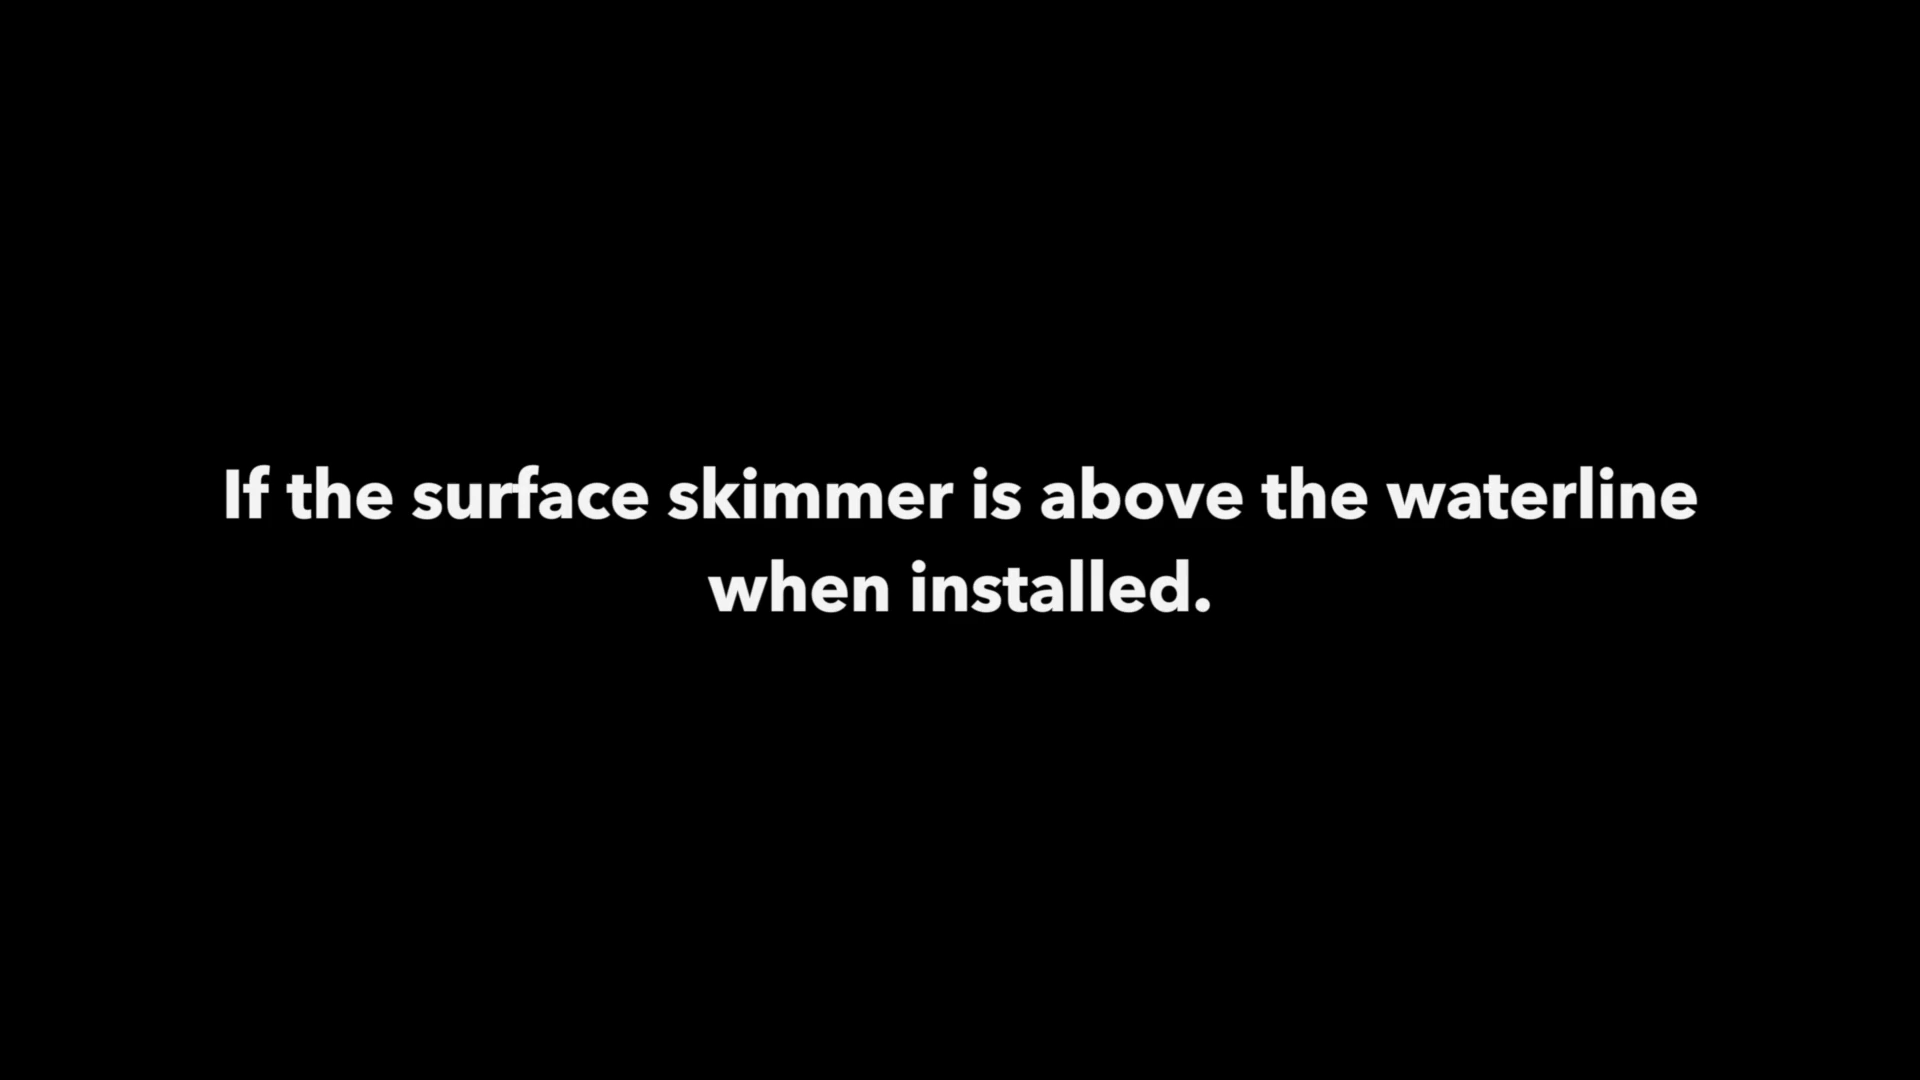 If the surface skimmer is above the waterline
when installed.